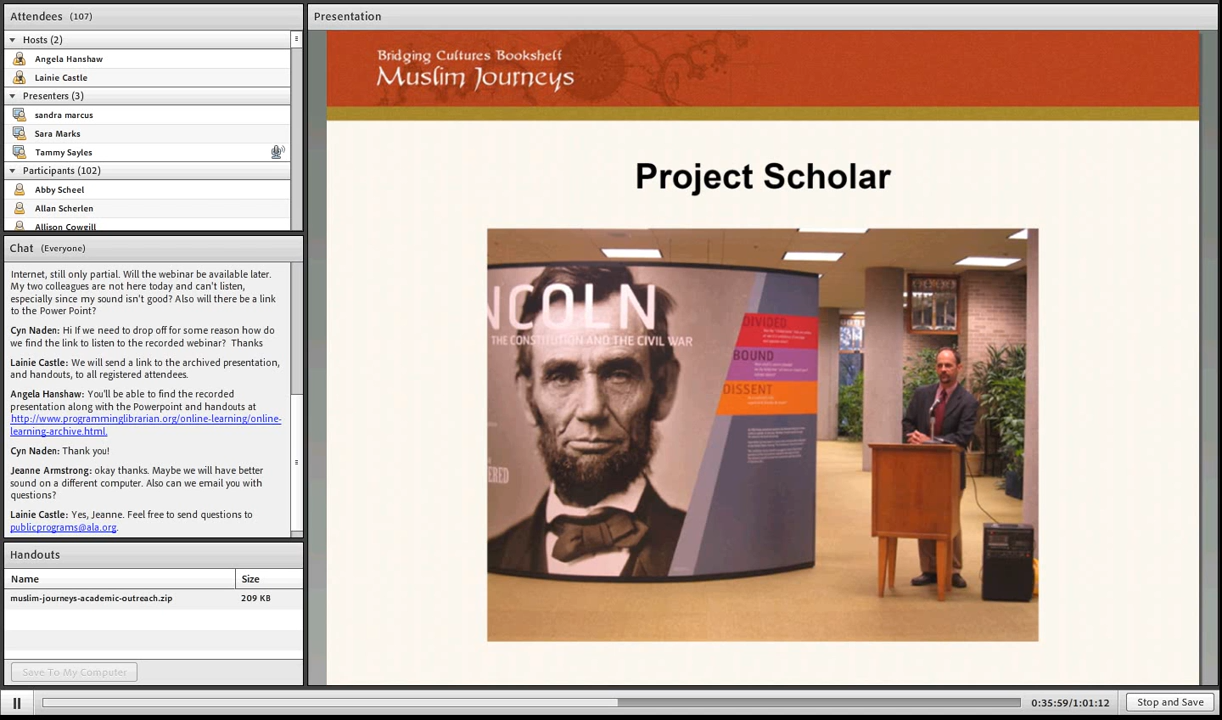 Attendees (107)
Hosts (2)
Angela Hanshaw
Lainie Castle
Presenters (3)
sandra marcus
Sara Marks
Tammy Sayles
Participants (102)
Abby Scheel
Allan Scherlen
Allison Cowgill
Chat (Everyone)
Internet, still only partial. Will the webinar be available later.
My two colleagues are not here today and can't listen,
especially since my sound isn't good? Also will there be a link
to the Power Point?
Cyn Naden: Hi If we need to drop off for some reason how do
we find the link to listen to the recorded webinar? Thanks
Lainie Castle: We will send a link to the archived presentation,
and handouts, to all registered attendees.
Angela Hanshaw: You'll be able to find the recorded
presentation along with the Powerpoint and handouts at
http://www.programminglibrarian.org/online-learning/online-
learning-archive.html.
Cyn Naden: Thank you!
Jeanne Armstrong: okay thanks. Maybe we will have better
sound on a different computer. Also can we email you with
questions?
Lainie Castle: Yes, Jeanne. Feel free to send questions to
publicprograms@ala.org.
Handouts
Name Size
muslim-journeys-academic-outreach.zip 209 KB
Save To My Computer
Presentation
Bridging Cultures Bookshelf
Muslim Journeys
Project Scholar
NCOLN
THE CONSTITUTION AND THE CIVIL WAR
DIVIDED
BOUND
DISSENT
0:35:59/1:01:12
Stop and Save